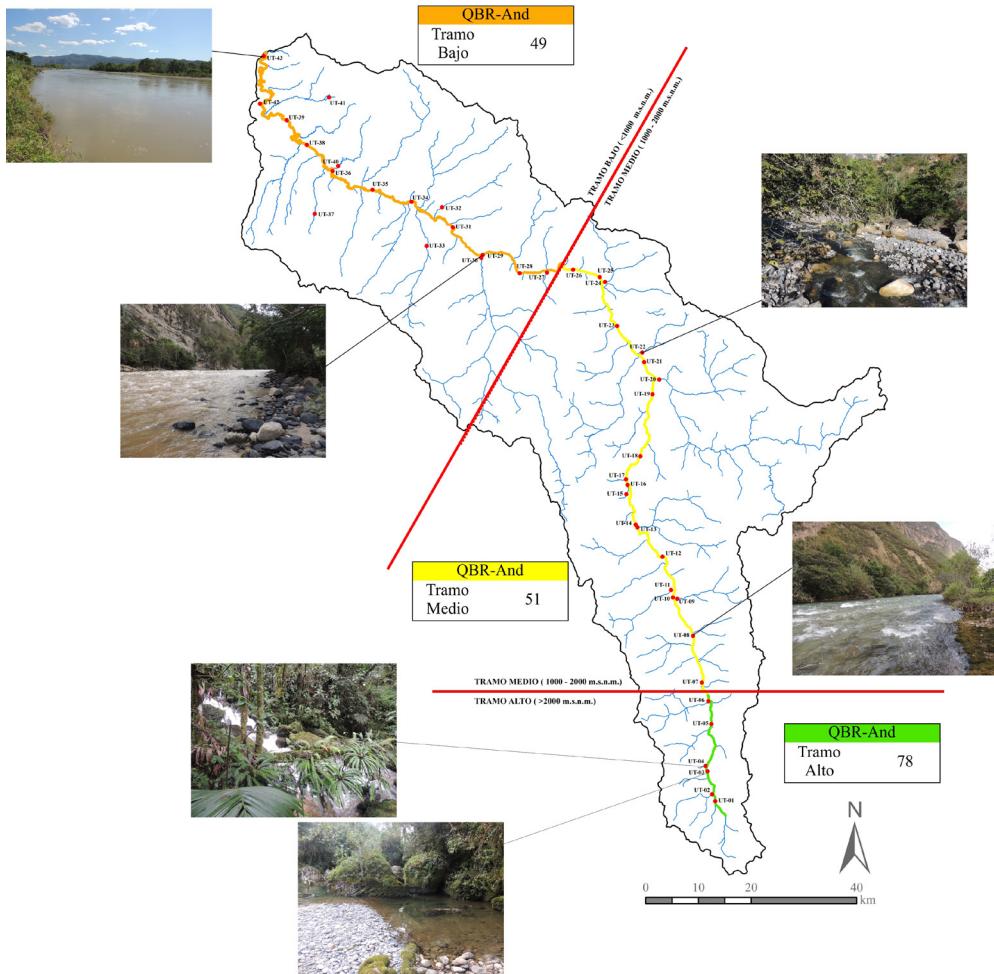 QBR-And
Tramo
Bajo
49
UT-42
UT-42
UT-41
UT-39
UT-38
UT-40
UT-36
UT-35
UT-34
UT-32
UT-37
UT-31
UT-33
UT-29
UT-30
UT-28
UT-27
TRAMO BAJO ( <1000 m.s.n.m.)
TRAMO MEDIO ( 1000 - 2000 m.s.n.m.)
UT-26
UT-25
UT-24
UT-23
UT-22
UT-21
UT-20
UT-19
UT-18
UT-17
UT-16
UT-15
UT-14
UT-13
UT-12
UT-11
UT-10
UT-09
UT-08
QBR-And
Tramo
Medio
51
UT-07
TRAMO MEDIO ( 1000 - 2000 m.s.n.m.)
TRAMO ALTO ( >2000 m.s.n.m.)
UT-06
UT-05
UT-04
UT-03
UT-02
UT-01
QBR-And
Tramo
Alto
78
N
0 20 40
km